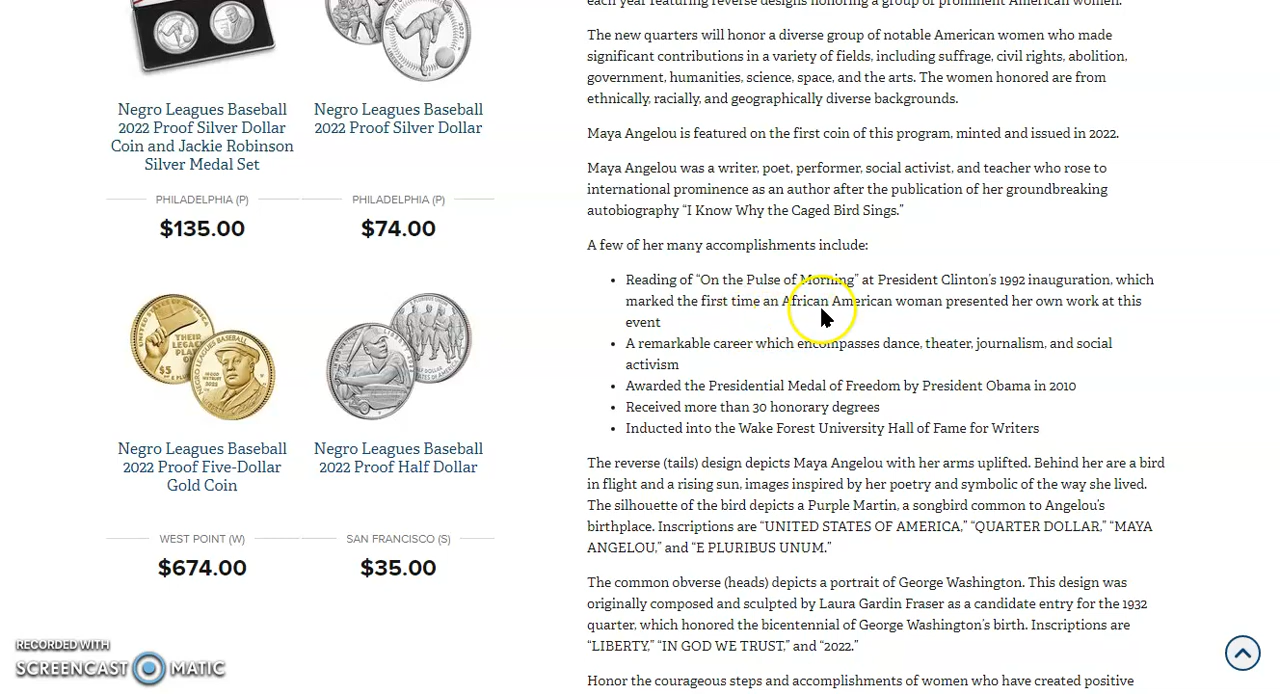 Negro Leagues Baseball
2022 Proof Silver Dollar
Coin and Jackie Robinson
Silver Medal Set
PHILADELPHIA (P)
$135.00
Negro Leagues Baseball
2022 Proof Silver Dollar
PHILADELPHIA (P)
$74.00
Negro Leagues Baseball
2022 Proof Five-Dollar
Gold Coin
WEST POINT (W)
$674.00
Negro Leagues Baseball
2022 Proof Half Dollar
SAN FRANCISCO (S)
$35.00
each year featuring reverse designs honoring a group of prominent American women.
The new quarters will honor a diverse group of notable American women who made
significant contributions in a variety of fields, including suffrage, civil rights, abolition,
government, humanities, science, space, and the arts. The women honored are from
ethnically, racially, and geographically diverse backgrounds.
Maya Angelou is featured on the first coin of this program, minted and issued in 2022.
Maya Angelou was a writer, poet, performer, social activist, and teacher who rose to
international prominence as an author after the publication of her groundbreaking
autobiography “I Know Why the Caged Bird Sings.”
A few of her many accomplishments include:
• Reading of “On the Pulse of Morning” at President Clinton’s 1992 inauguration, which
marked the first time an African American woman presented her own work at this
event
• A remarkable career which encompasses dance, theater, journalism, and social
activism
• Awarded the Presidential Medal of Freedom by President Obama in 2010
• Received more than 30 honorary degrees
• Inducted into the Wake Forest University Hall of Fame for Writers
The reverse (tails) design depicts Maya Angelou with her arms uplifted. Behind her are a bird
in flight and a rising sun, images inspired by her poetry and symbolic of the way she lived.
The silhouette of the bird depicts a Purple Martin, a songbird common to Angelou’s
birthplace. Inscriptions are “UNITED STATES OF AMERICA,” “QUARTER DOLLAR,” “MAYA
ANGELOU,” and “E PLURIBUS UNUM.”
The common obverse (heads) depicts a portrait of George Washington. This design was
originally composed and sculpted by Laura Gardin Fraser as a candidate entry for the 1932
quarter, which honored the bicentennial of George Washington’s birth. Inscriptions are
“LIBERTY,” “IN GOD WE TRUST,” and “2022.”
Honor the courageous steps and accomplishments of women who have created positive
RECORDED WITH
SCREENCAST MATIC